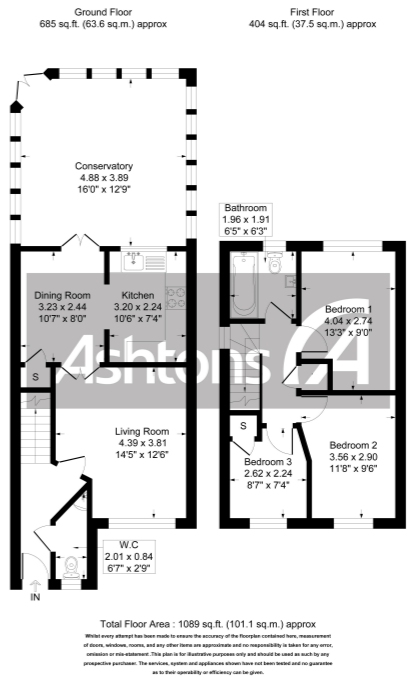 Ground Floor
685 sq.ft. (63.6 sq.m.) approx
First Floor
404 sq.ft. (37.5 sq.m.) approx
Conservatory
4.88 x 3.89
16'0" x 12'9"
Bathroom
1.96 x 1.91
6'5" x 6'3"
Dining Room
3.23 x 2.44
10'7" x 8'0"
Kitchen
3.20 x 2.24
10'6" x 7'4"
Bedroom 1
4.04 x 2.74
13'3" x 9'0"
Ashtons
S
Living Room
4.39 x 3.81
14'5" x 12'6"
S
Bedroom 2
3.56 x 2.90
11'8" x 9'6"
Bedroom 3
2.62 x 2.24
8'7" x 7'4"
W.C
2.01 x 0.84
6'7" x 2'9"
IN
Total Floor Area : 1089 sq.ft. (101.1 sq.m.) approx
Whilst every attempt has been made to ensure the accuracy of the floorplan contained here, measurement
of doors, windows, rooms, and any other items are approximate and no responsibility is taken for any error,
omission or mis-statement .This plan is for illustrative purposes only and should be used as such by any
prospective purchaser. The services, system and appliances shown have not been tested and no guarantee
as to their operability or efficiency can be given.